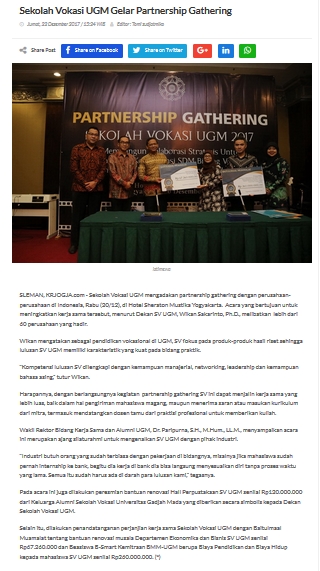 Sekolah Vokasi UGM Gelar Partnership Gathering
Jumat, 22 Desember 2017 / 13:34 WIB Editor : Toni sudjatmiko
Share Post Share on Facebook Share on Twitter
PARTNERSHIP GATHERING
SEKOLAH VOKASI UGM 2017
SLEMAN, KRJOGJA.com - Sekolah Vokasi UGM mengadakan partnership gathering dengan perusahaan-
perusahaan di Indonesia, Rabu (20/12), di Hotel Sheraton Mustika Yogyakarta. Acara yang bertujuan untuk
meningkatkan kerja sama tersebut, menurut Dekan SV UGM, Wikan Sakarinto, Ph.D., melibatkan lebih dari
60 perusahaan yang hadir.
Wikan mengatakan sebagai pendidikan vokasional di UGM, SV fokus pada produk-produk hasil riset sehingga
lulusan SV UGM memiliki karakteristik yang kuat pada bidang praktik.
"Kompetensi lulusan SV dilengkapi dengan kemampuan manajerial, networking, leadership dan kemampuan
bahasa asing," tutur Wikan.
Harapannya, dengan berlangsungnya kegiatan partnership gathering SV ini dapat menjalin kerja sama yang
lebih luas, baik dalam hal pengiriman mahasiswa magang, maupun menerima saran atau masukan kurikulum
dari mitra, termasuk mendatangkan dosen tamu dari praktisi profesional untuk memberikan kuliah.
Wakil Rektor Bidang Kerja Sama dan Alumni UGM, Dr. Paripurna, S.H., M.Hum., LL.M., menyampaikan acara
ini merupakan ajang silaturahmi untuk mengenalkan SV UGM dengan pihak industri.
"Industri butuh orang yang sudah terbiasa dengan pekerjaan di bidangnya, misalnya jika mahasiswa sudah
pernah internship ke bank, begitu dia kerja di bank dia bisa langsung menyesuaikan diri tanpa proses waktu
yang lama. Semua itu sudah harus ada di darah para lulusan kami," tegasnya.
Pada acara ini juga dilakukan peresmian bantuan renovasi Hall Perpustakaan SV UGM senilai Rp130.000.000
dari Keluarga Alumni Sekolah Vokasi Universitas Gadjah Mada yang diberikan secara simbolis kepada Dekan
Sekolah Vokasi UGM.
Selain itu, dilakukan penandatanganan perjanjian kerja sama Sekolah Vokasi UGM dengan Baitulmaal
Muamalat tentang bantuan renovasi musala Departemen Ekonomika dan Bisnis SV UGM senilai
Rp67.260.000 dan Beasiswa B-Smart Kemitraan BMM-UGM berupa Biaya Pendidikan dan Biaya Hidup
kepada mahasiswa SV UGM senilai Rp260.000.000. (*)